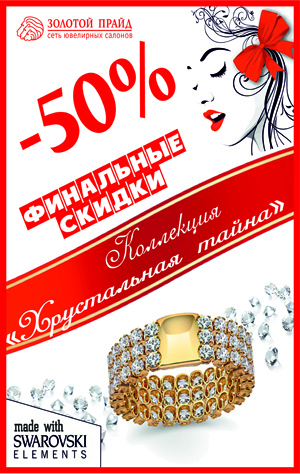 ЗОЛОТОЙ ПРАЙД
сеть ювелирных салонов
-50%
ФИНАЛЬНЫЕ
СКИДКИ
Коллекция
«Хрустальная тайна»
made with
SWAROVSKI
ELEMENTS